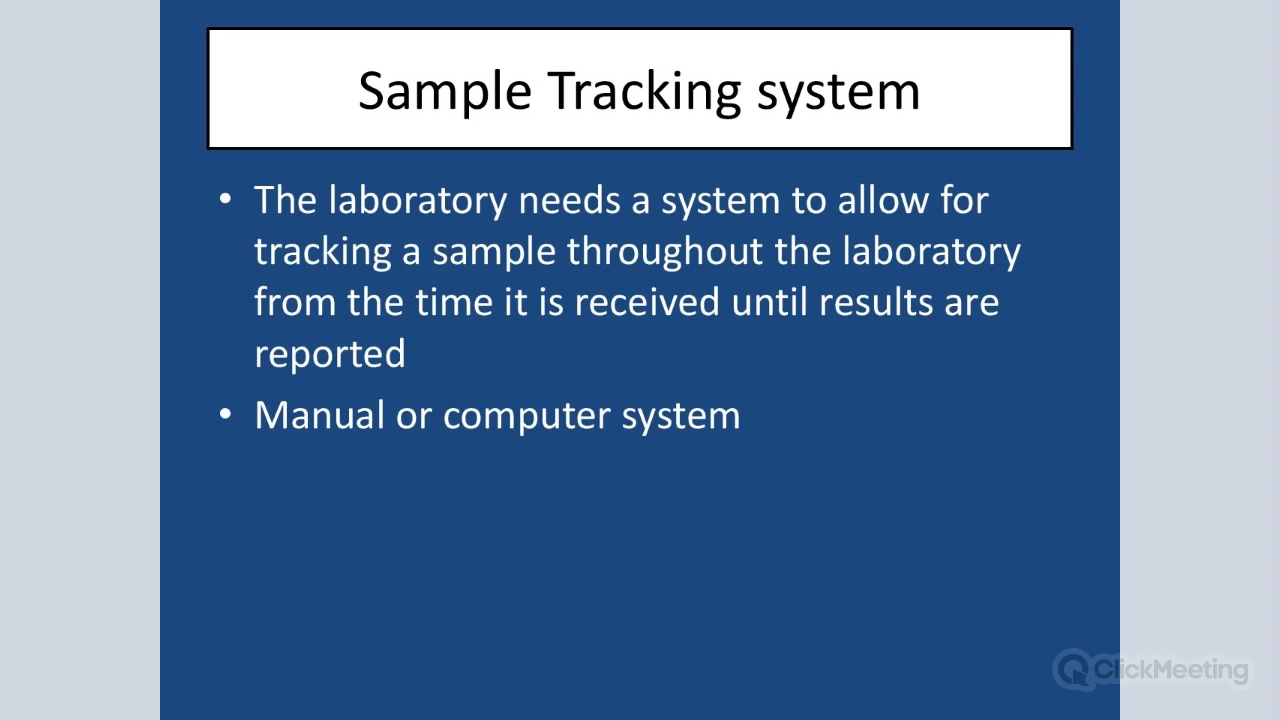 Sample Tracking system
• The laboratory needs a system to allow for
tracking a sample throughout the laboratory
from the time it is received until results are
reported
• Manual or computer system
ClickMeeting